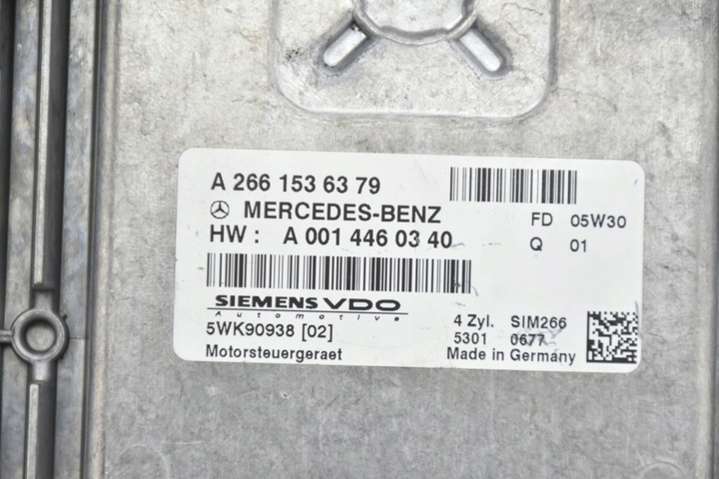 A 266 153 63 79
MERCEDES-BENZ
HW : A 001 446 03 40
FD 05W30
Q 01
SIEMENS VDO
Automotive
5WK90938 [02]
Motorsteuergeraet
4 Zyl. SIM266
5301 0677
Made in Germany